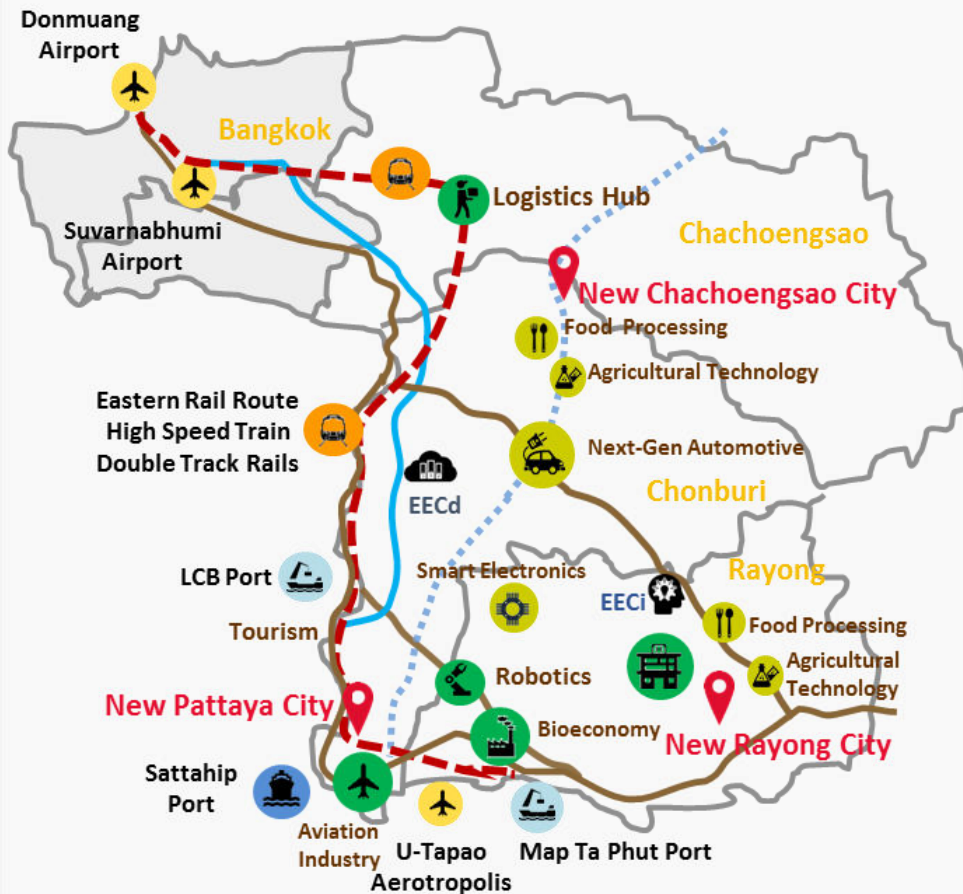 Donmuang
Airport
Bangkok
Logistics Hub
Suvarnabhumi
Airport
Chachoengsao
New Chachoengsao City
Food Processing
Agricultural Technology
Eastern Rail Route
High Speed Train
Double Track Rails
Next-Gen Automotive
Chonburi
EECd
LCB Port
Smart Electronics
Rayong
EECi
Tourism
Food Processing
Robotics
Agricultural
Technology
New Pattaya City
Bioeconomy
New Rayong City
Sattahip
Port
Aviation
Industry
U-Tapao
Aerotropolis
Map Ta Phut Port